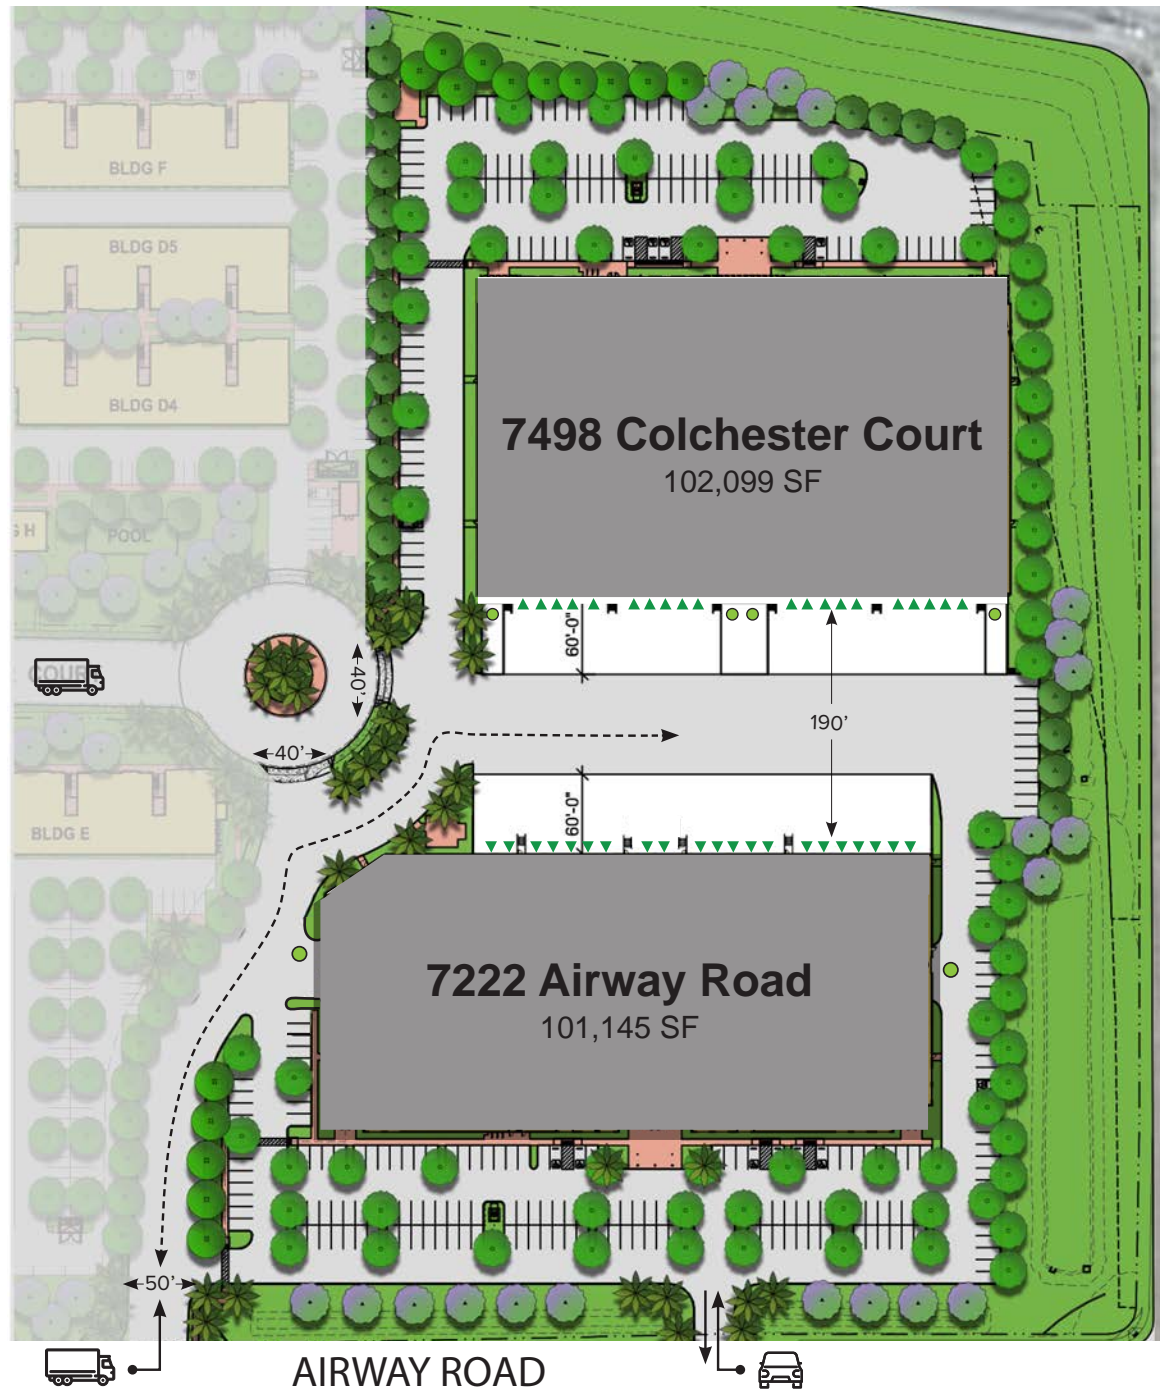 BLDG F
BLDG D5
BLDG D4
7498 Colchester Court
102,099 SF
POOL
60'-0"
COURT
40'
190'
40'
60'-0"
BLDG E
7222 Airway Road
101,145 SF
50'
AIRWAY ROAD